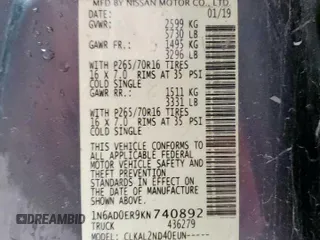 MFD BY NISSAN MOTOR CO., LTD.
DATE: 01/19
GVWR: 2599 KG
5730 LB
GAWR FR.: 1495 KG
3296 LB
WITH P265/70R16 TIRES
16 X 7.0 RIMS AT 35 PSI
COLD SINGLE
GAWR RR.: 1511 KG
3331 LB
WITH P265/70R16 TIRES
16 X 7.0 RIMS AT 35 PSI
COLD SINGLE
THIS VEHICLE CONFORMS TO ALL
APPLICABLE FEDERAL MOTOR
VEHICLE SAFETY AND
THEFT PREVENTION STANDARDS
IN EFFECT ON THE
DATE OF MANUFACTURE
SHOWN ABOVE.
1N6AD0ER9KN740892
TRUCK 436279
MODEL: CLKAL2ND40EUN-----